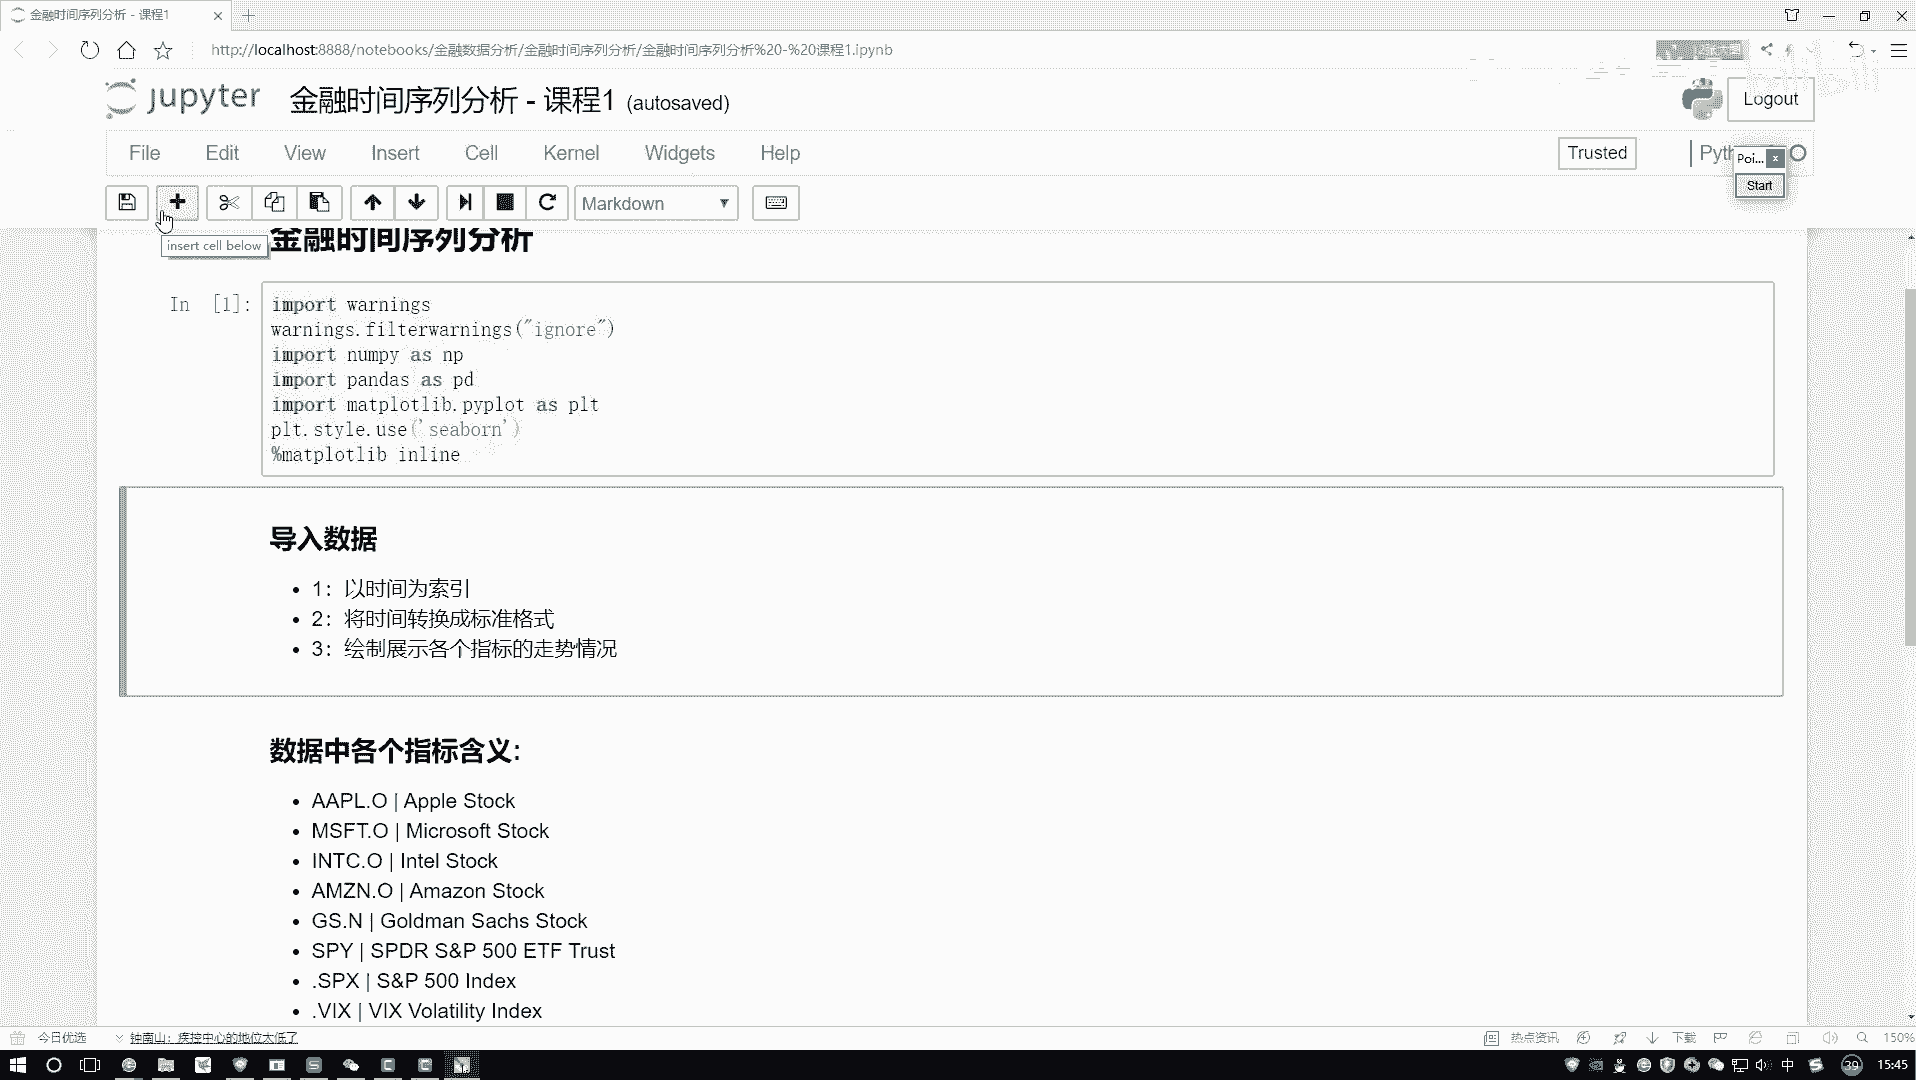 金融时间序列分析 - 课程1
http://localhost:8888/notebooks/金融数据分析/金融时间序列分析/金融时间序列分析%20-%20课程1.ipynb
jupyter 金融时间序列分析 - 课程1 (autosaved)
Logout
File Edit View Insert Cell Kernel Widgets Help
Trusted
Poi...
Start
Markdown
insert cell below
金融时间序列分析
In [1]:
import warnings
warnings.filterwarnings("ignore")
import numpy as np
import pandas as pd
import matplotlib.pyplot as plt
plt.style.use('seaborn')
%matplotlib inline
导入数据
• 1：以时间为索引
• 2：将时间转换成标准格式
• 3：绘制展示各个指标的走势情况
数据中各个指标含义:
• AAPL.O | Apple Stock
• MSFT.O | Microsoft Stock
• INTC.O | Intel Stock
• AMZN.O | Amazon Stock
• GS.N | Goldman Sachs Stock
• SPY | SPDR S&P 500 ETF Trust
• .SPX | S&P 500 Index
• .VIX | VIX Volatility Index
今日优选
钟南山：疾控中心的地位太低了
热点资讯
下载
150%
中
39
15:45